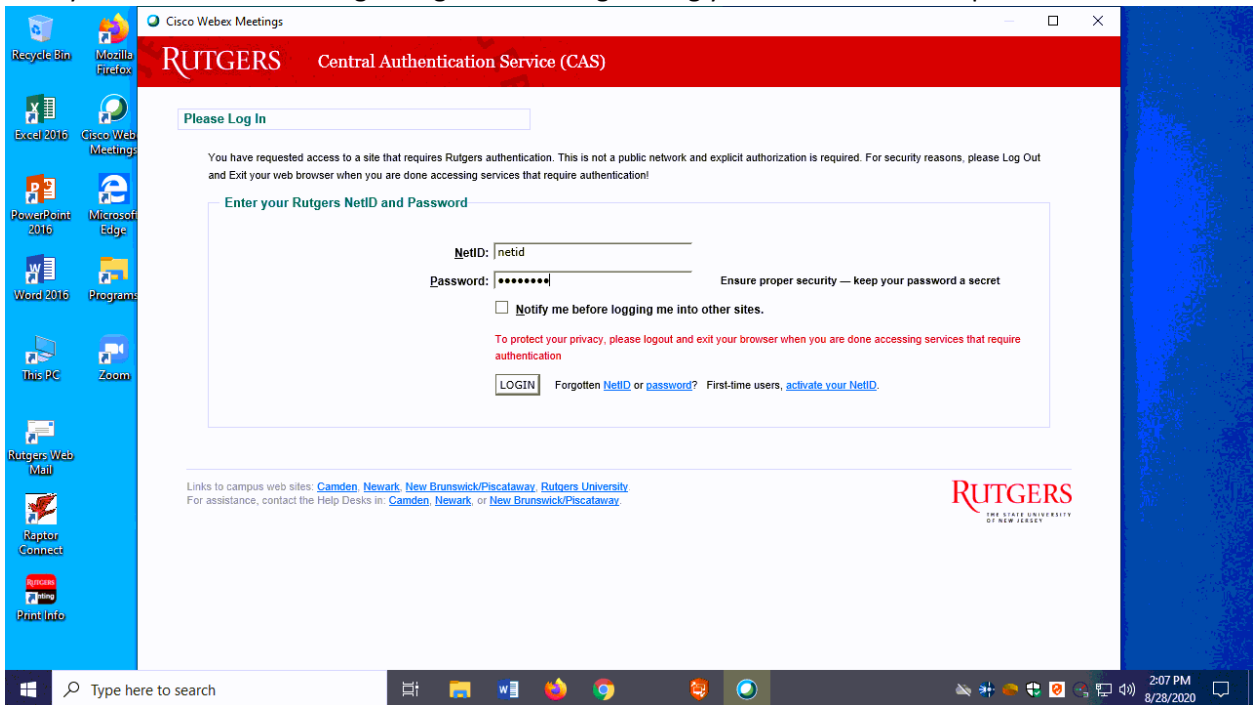 Cisco Webex Meetings
RUTGERS Central Authentication Service (CAS)
Please Log In
You have requested access to a site that requires Rutgers authentication. This is not a public network and explicit authorization is required. For security reasons, please Log Out
and Exit your web browser when you are done accessing services that require authentication!
Enter your Rutgers NetID and Password
NetID: netid
Password: ••••••••
Ensure proper security — keep your password a secret
Notify me before logging me into other sites.
To protect your privacy, please logout and exit your browser when you are done accessing services that require
authentication
LOGIN Forgotten NetID or password? First-time users, activate your NetID.
Links to campus web sites: Camden, Newark, New Brunswick/Piscataway, Rutgers University
For assistance, contact the Help Desks in: Camden, Newark, or New Brunswick/Piscataway.
RUTGERS
THE STATE UNIVERSITY
OF NEW JERSEY
Recycle Bin
Mozilla
Firefox
Excel 2016
Cisco Web
Meetings
PowerPoint
2016
Microsoft
Edge
Word 2016
Programs
This PC
Zoom
Rutgers Web
Mail
Raptor
Connect
RUTGERS
Print Info
Type here to search
2:07 PM
8/28/2020